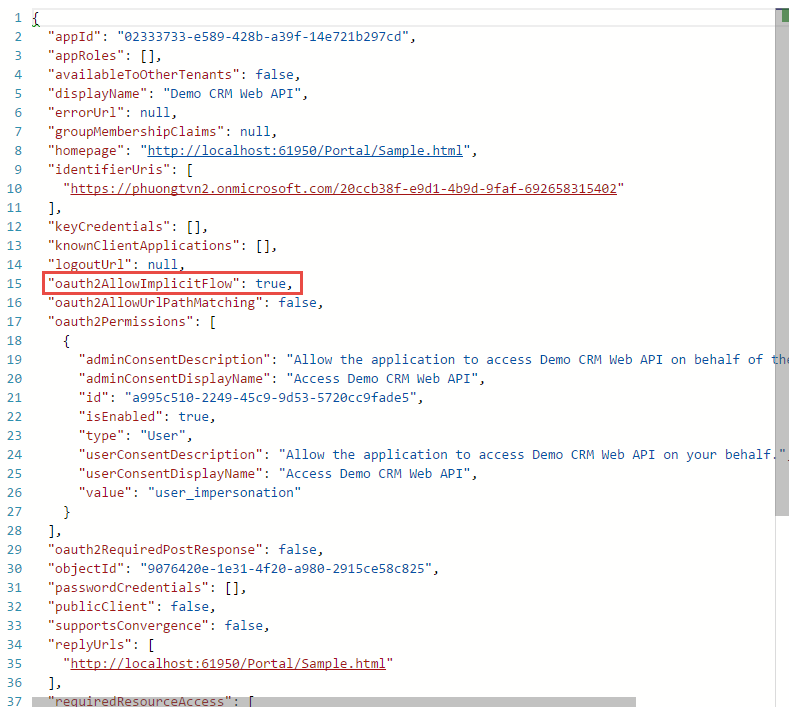 1 {
2 "appId": "02333733-e589-428b-a39f-14e721b297cd",
3 "appRoles": [],
4 "availableToOtherTenants": false,
5 "displayName": "Demo CRM Web API",
6 "errorUrl": null,
7 "groupMembershipClaims": null,
8 "homepage": "http://localhost:61950/Portal/Sample.html",
9 "identifierUris": [
10 "https://phuongtvn2.onmicrosoft.com/20ccb38f-e9d1-4b9d-9faf-692658315402"
11 ],
12 "keyCredentials": [],
13 "knownClientApplications": [],
14 "logoutUrl": null,
15 "oauth2AllowImplicitFlow": true,
16 "oauth2AllowUrlPathMatching": false,
17 "oauth2Permissions": [
18 {
19 "adminConsentDescription": "Allow the application to access Demo CRM Web API on behalf of the
20 "adminConsentDisplayName": "Access Demo CRM Web API",
21 "id": "a995c510-2249-45c9-9d53-5720cc9fade5",
22 "isEnabled": true,
23 "type": "User",
24 "userConsentDescription": "Allow the application to access Demo CRM Web API on your behalf.",
25 "userConsentDisplayName": "Access Demo CRM Web API",
26 "value": "user_impersonation"
27 }
28 ],
29 "oauth2RequiredPostResponse": false,
30 "objectId": "9076420e-1e31-4f20-a980-2915ce58c825",
31 "passwordCredentials": [],
32 "publicClient": false,
33 "supportsConvergence": false,
34 "replyUrls": [
35 "http://localhost:61950/Portal/Sample.html"
36 ],
37 "requiredResourceAccess": [